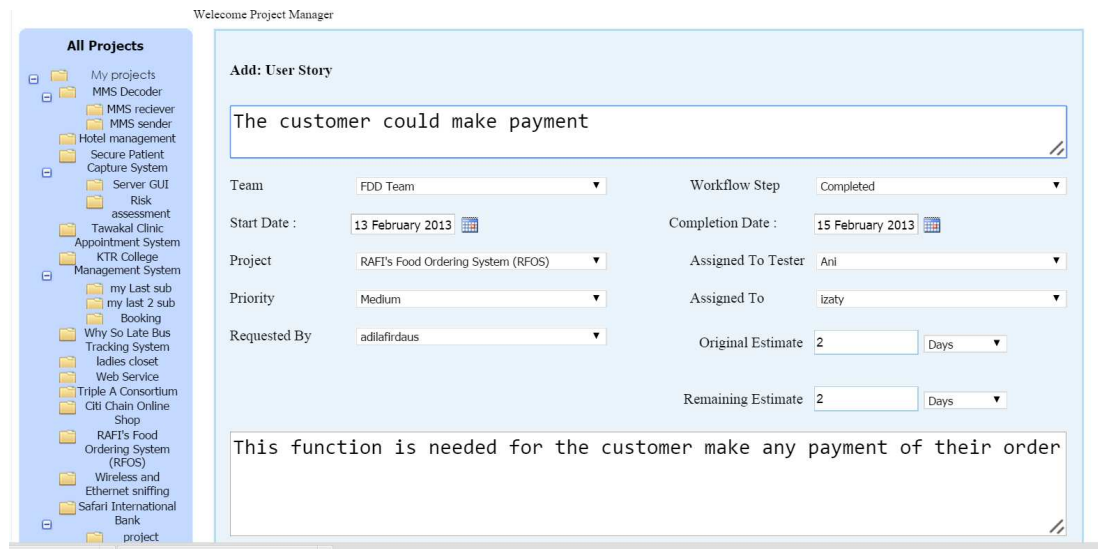 Welecome Project Manager
All Projects
My projects
MMS Decoder
MMS reciever
MMS sender
Hotel management
Secure Patient
Capture System
Server GUI
Risk
assessment
Tawakal Clinic
Appointment System
KTR College
Management System
my Last sub
my last 2 sub
Booking
Why So Late Bus
Tracking System
ladies closet
Web Service
Triple A Consortium
Citi Chain Online
Shop
RAFI's Food
Ordering System
(RFOS)
Wireless and
Ethernet sniffing
Safari International
Bank
project
Add: User Story
The customer could make payment
Team FDD Team Workflow Step Completed
Start Date : 13 February 2013 Completion Date : 15 February 2013
Project RAFI's Food Ordering System (RFOS) Assigned To Tester Ani
Priority Medium Assigned To izaty
Requested By adilafirdaus Original Estimate 2 Days
Remaining Estimate 2 Days
This function is needed for the customer make any payment of their order